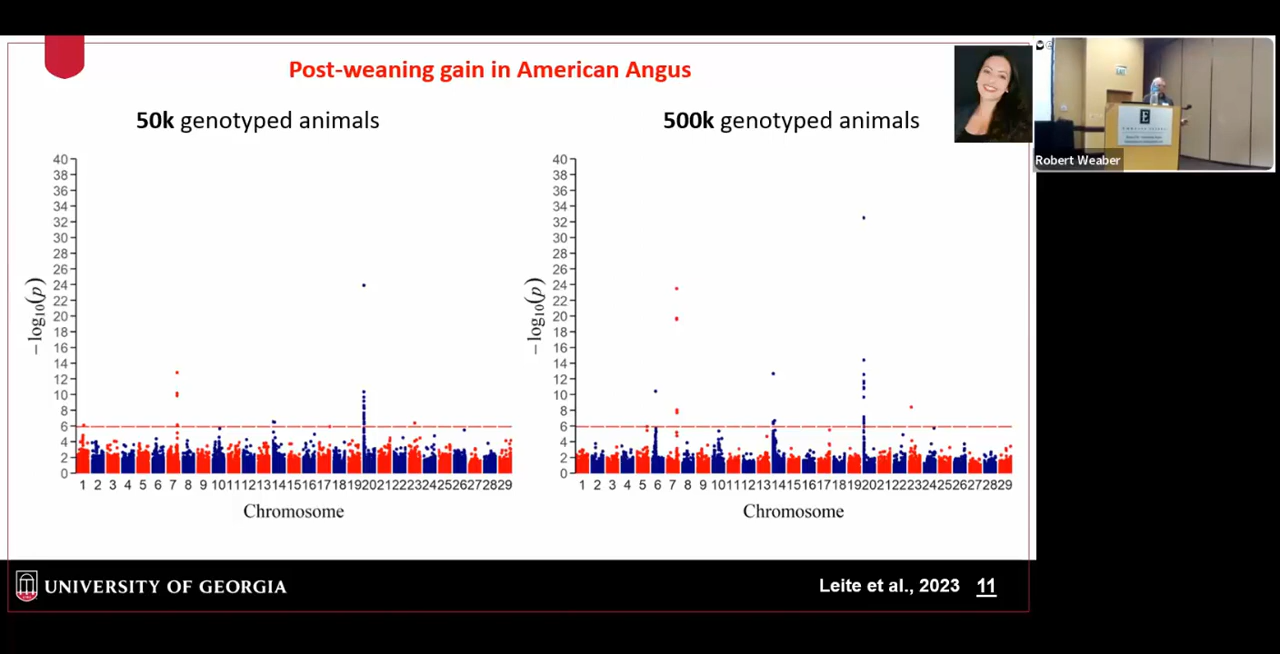 Post-weaning gain in American Angus
50k genotyped animals
500k genotyped animals
40
38
36
34
32
30
28
26
24
22
20
18
16
14
12
10
8
6
4
2
0
−log10(p)
1 2 3 4 5 6 7 8 9 10 11 12 13 14 15 16 17 18 19 20 21 22 23 24 25 26 27 28 29
Chromosome
40
38
36
34
32
30
28
26
24
22
20
18
16
14
12
10
8
6
4
2
0
−log10(p)
1 2 3 4 5 6 7 8 9 10 11 12 13 14 15 16 17 18 19 20 21 22 23 24 25 26 27 28 29
Chromosome
EXIT
E
EMBASSY SUITES
Robert Weaber
UNIVERSITY OF GEORGIA
Leite et al., 2023 11